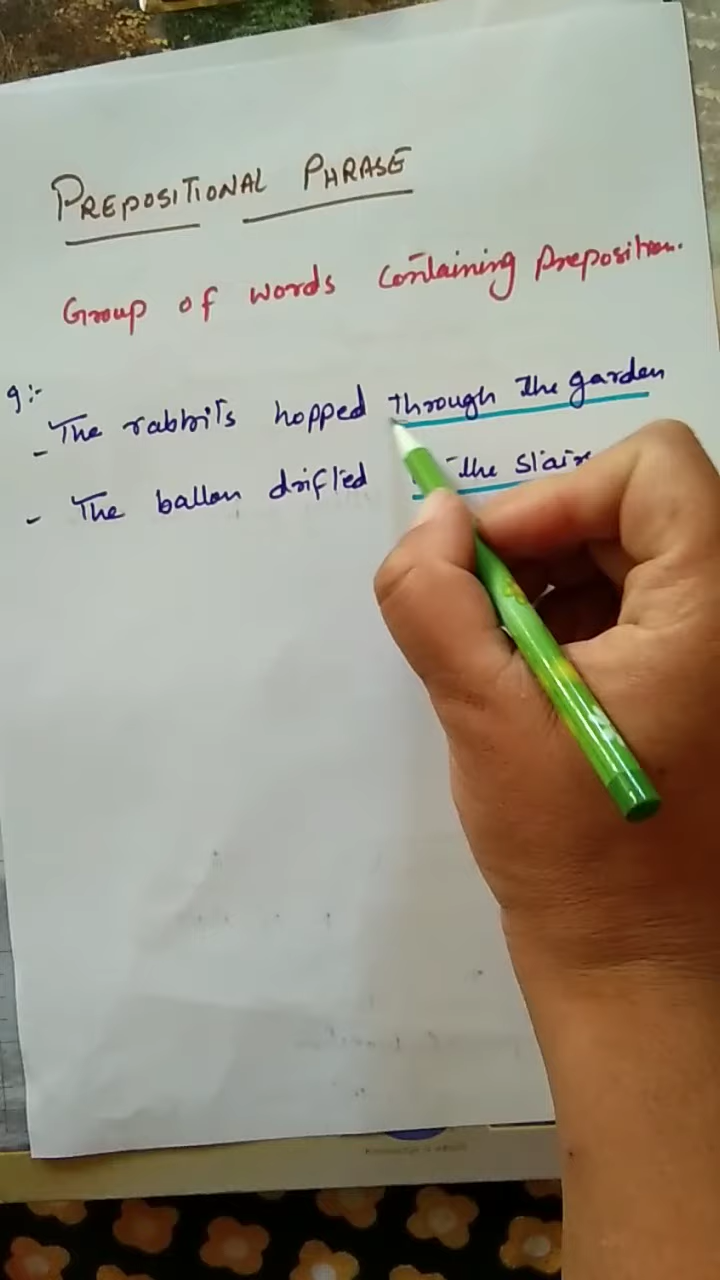 PREPOSITIONAL PHRASE
Group of words containing preposition.
g:-
- The rabbits hopped through the garden
- The ballon drifted the stairs